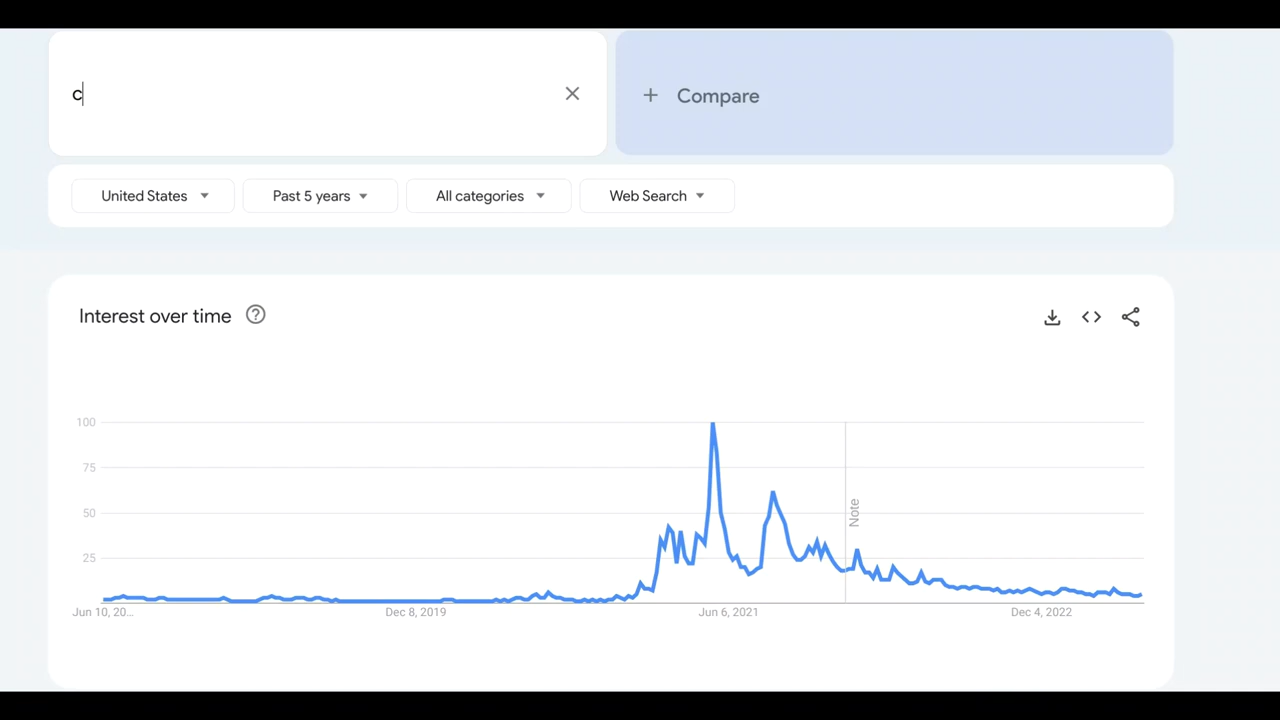 c
+ Compare
United States
Past 5 years
All categories
Web Search
Interest over time
100
75
50
25
Note
Jun 10, 20...
Dec 8, 2019
Jun 6, 2021
Dec 4, 2022